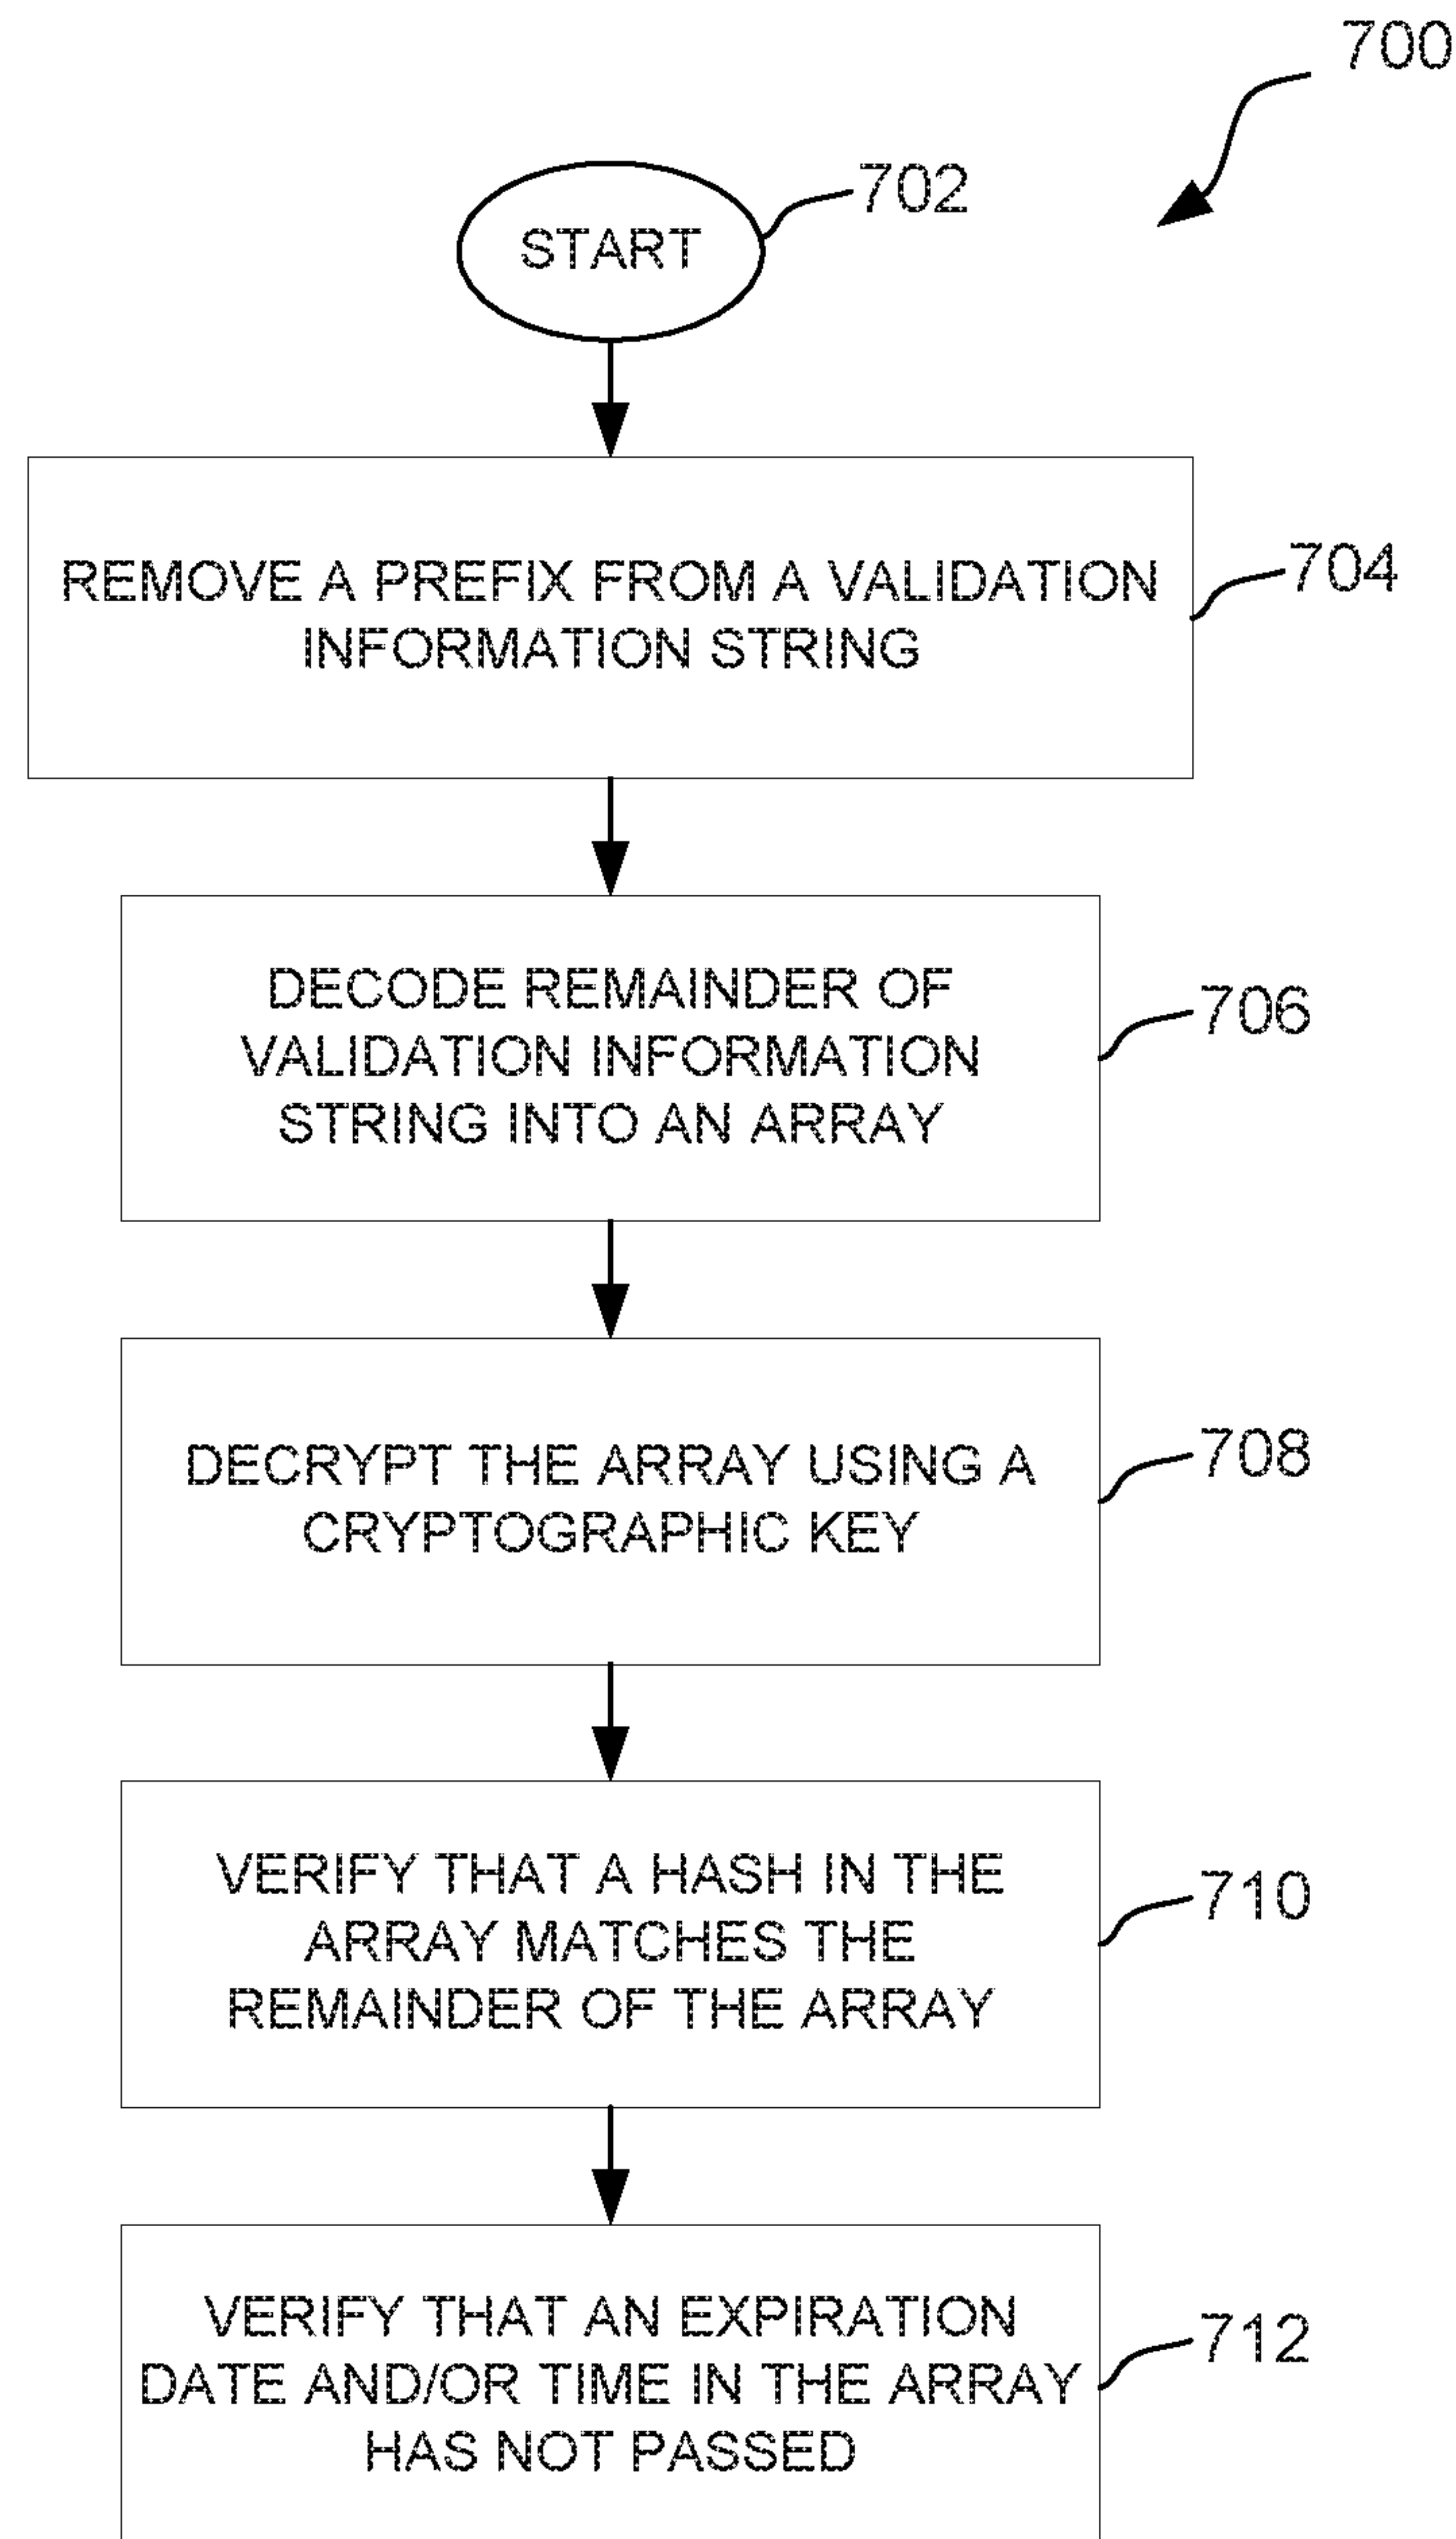 700
702
START
REMOVE A PREFIX FROM A VALIDATION
INFORMATION STRING
704
DECODE REMAINDER OF
VALIDATION INFORMATION
STRING INTO AN ARRAY
706
DECRYPT THE ARRAY USING A
CRYPTOGRAPHIC KEY
708
VERIFY THAT A HASH IN THE
ARRAY MATCHES THE
REMAINDER OF THE ARRAY
710
VERIFY THAT AN EXPIRATION
DATE AND/OR TIME IN THE ARRAY
HAS NOT PASSED
712